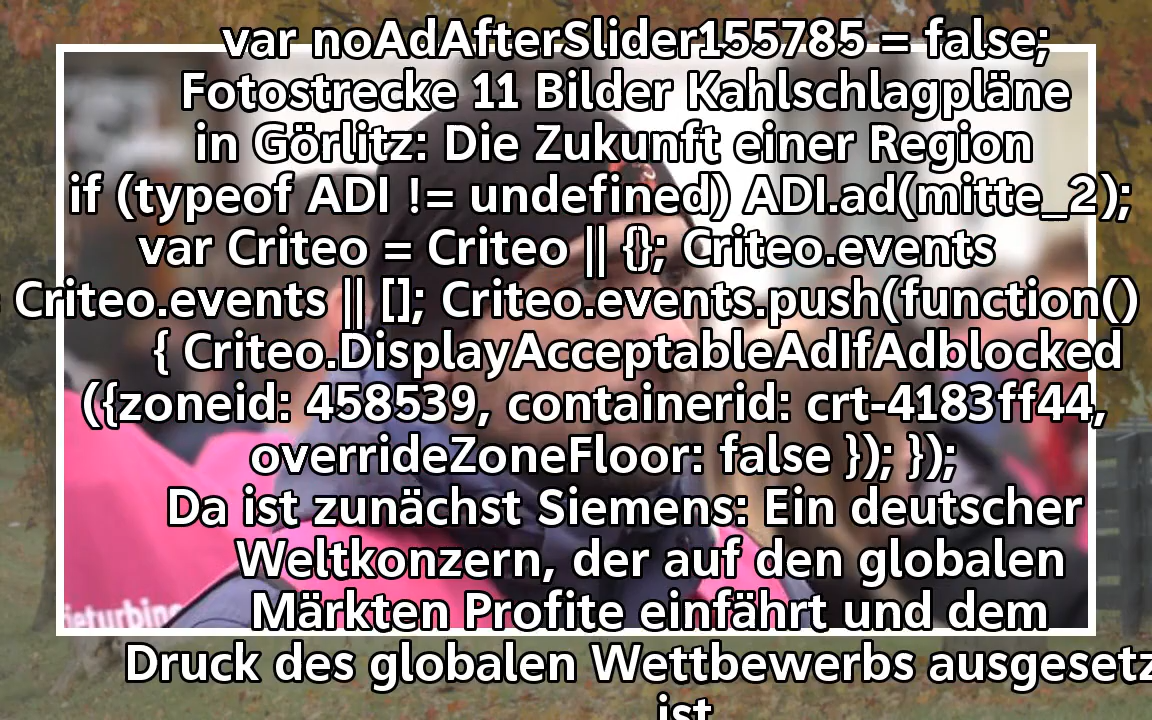 var noAdAfterSlider155785 = false;
Fotostrecke 11 Bilder Kahlschlagpläne
in Görlitz: Die Zukunft einer Region
if (typeof ADI != undefined) ADI.ad(mitte_2);
var Criteo = Criteo || {}; Criteo.events
Criteo.events || []; Criteo.events.push(function()
{ Criteo.DisplayAcceptableAdIfAdblocked
({zoneid: 458539, containerid: crt-4183ff44,
overrideZoneFloor: false }); });
Da ist zunächst Siemens: Ein deutscher
Weltkonzern, der auf den globalen
Märkten Profite einfährt und dem
Druck des globalen Wettbewerbs ausgesetz
ist